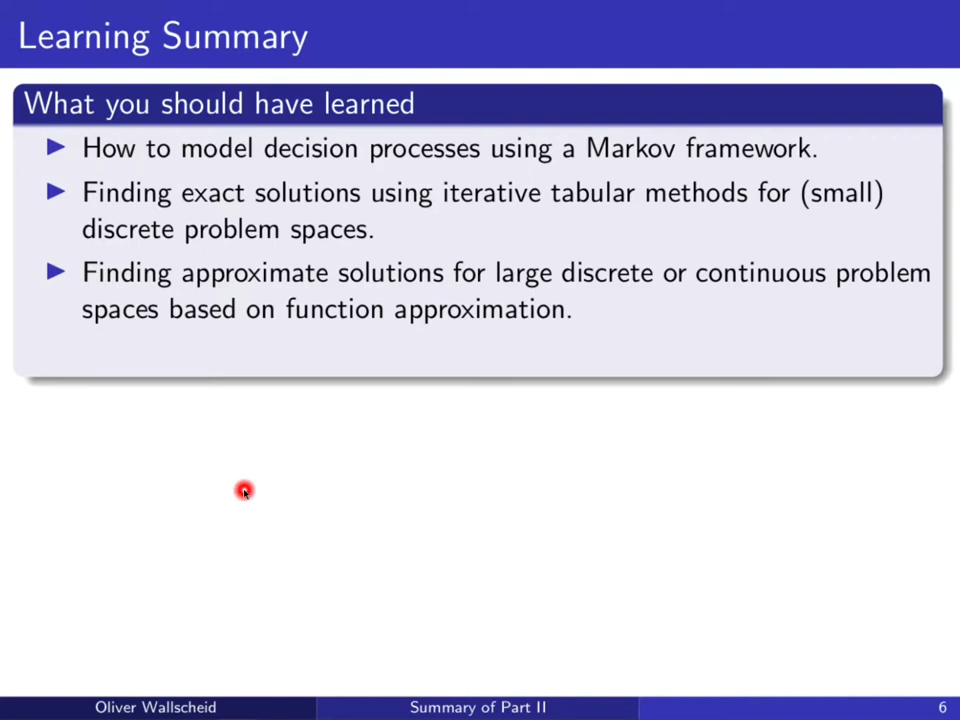 Learning Summary
What you should have learned
How to model decision processes using a Markov framework.
Finding exact solutions using iterative tabular methods for (small)
discrete problem spaces.
Finding approximate solutions for large discrete or continuous problem
spaces based on function approximation.
Oliver Wallscheid
Summary of Part II
6